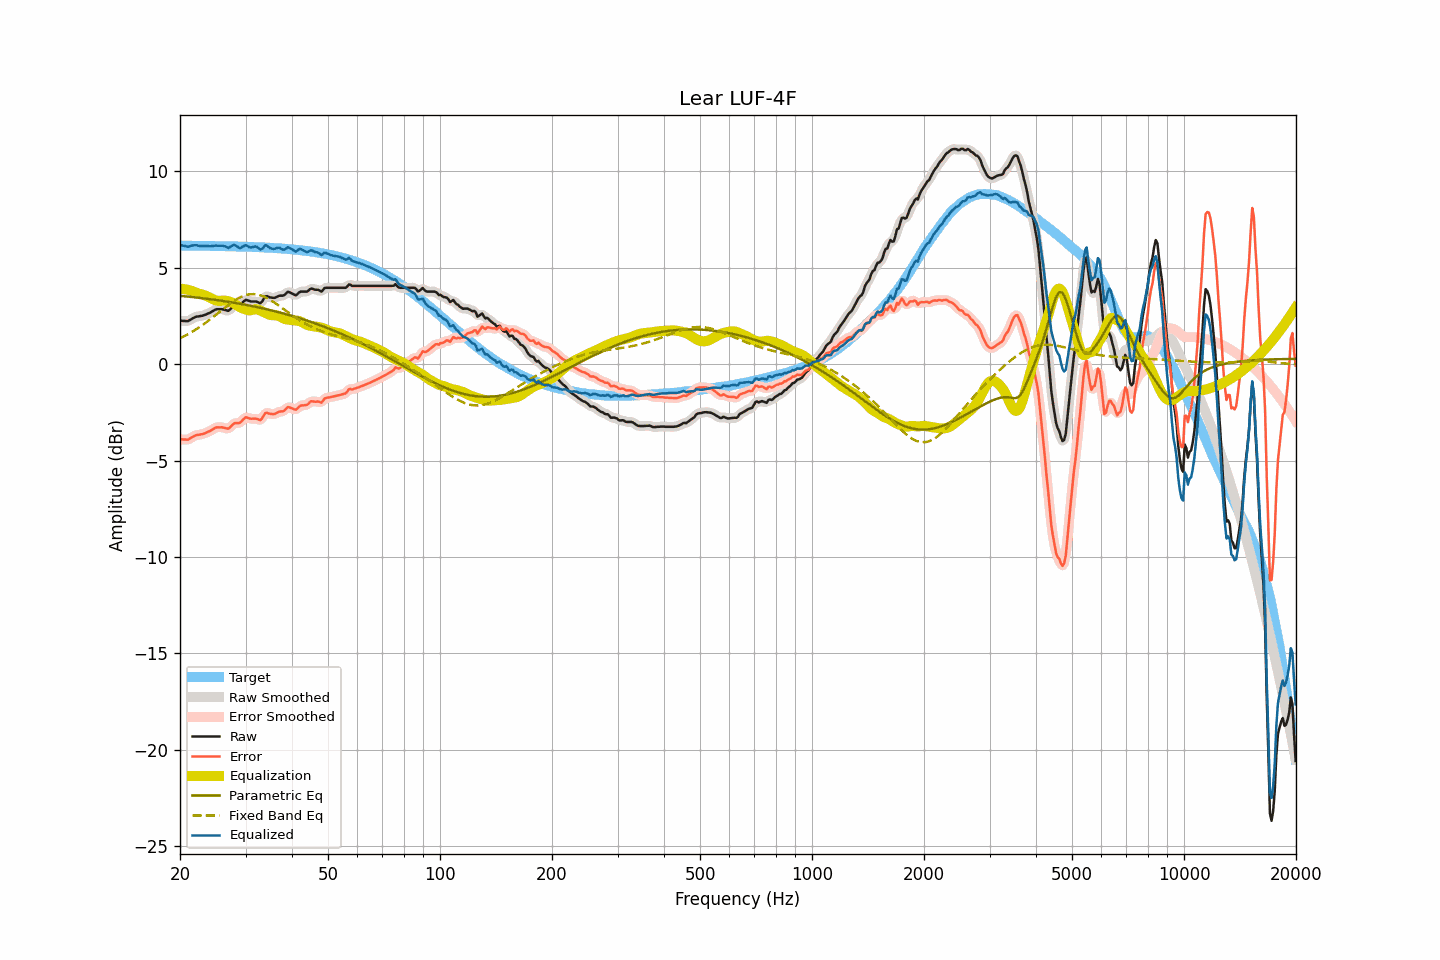 Lear LUF-4F
Amplitude (dBr)
10
5
0
−5
−10
−15
−20
−25
Target
Raw Smoothed
Error Smoothed
Raw
Error
Equalization
Parametric Eq
Fixed Band Eq
Equalized
20 50 100 200 500 1000 2000 5000 10000 20000
Frequency (Hz)